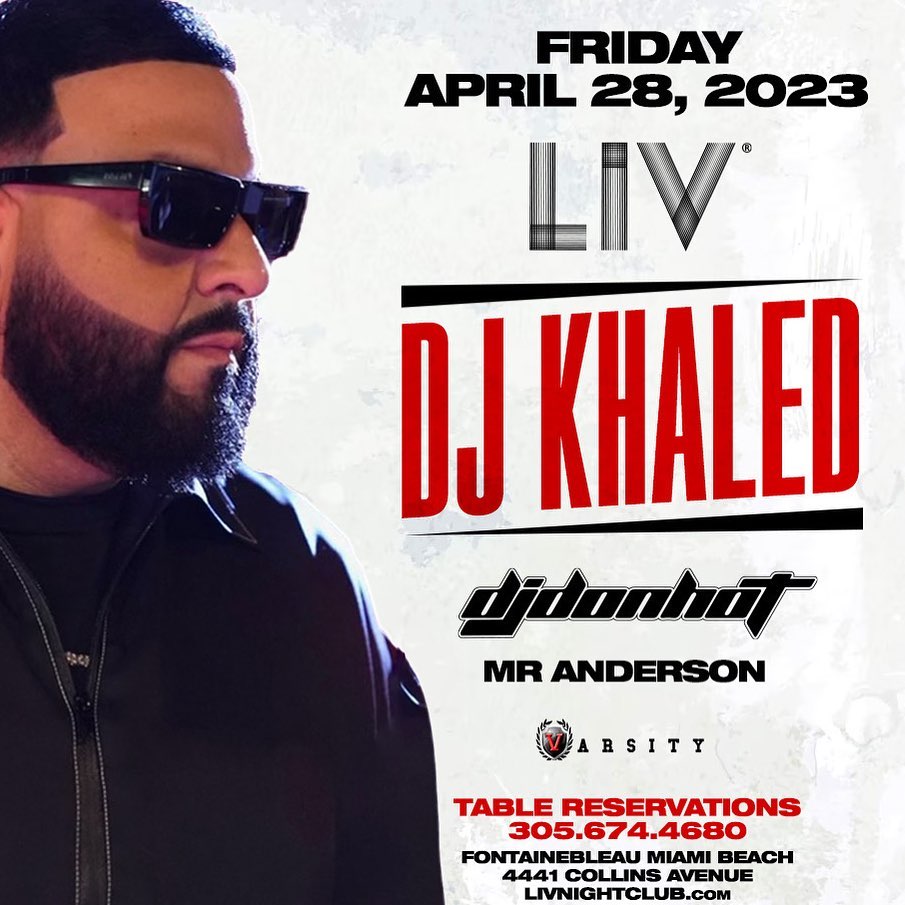 FRIDAY
APRIL 28, 2023
LIV®
DJ KHALED
djdonhot
MR ANDERSON
VARSITY
TABLE RESERVATIONS
305.674.4680
FONTAINEBLEAU MIAMI BEACH
4441 COLLINS AVENUE
LIVNIGHTCLUB.COM